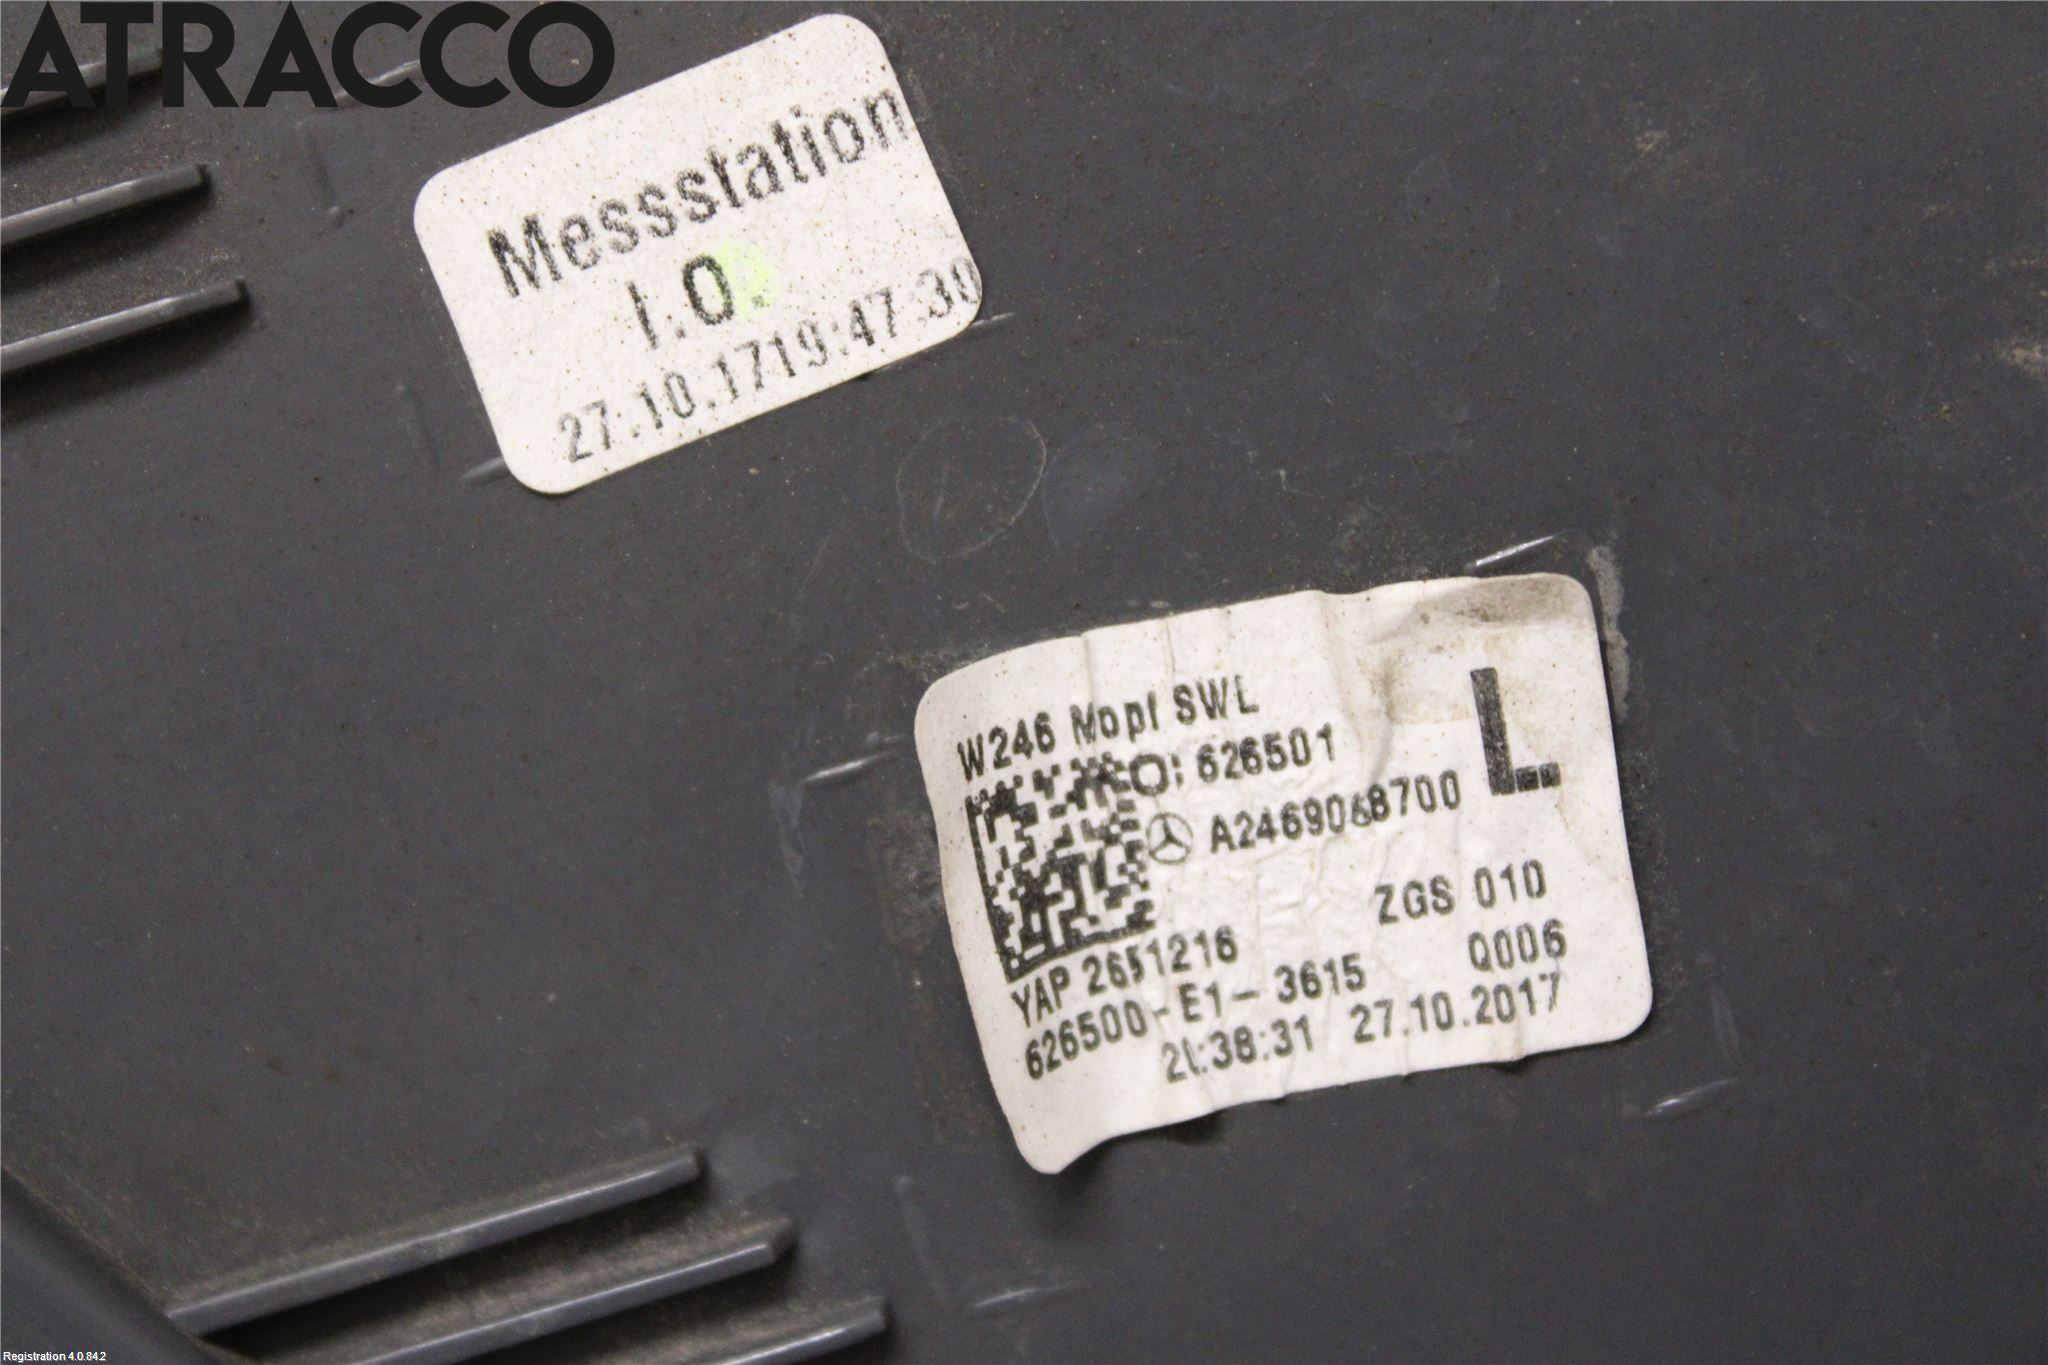 ATRACCO
Messstation
I.O.
27.10.1719:47:30
W246 Mopf SWL
: 626501
L
A2469068700
ZGS 010
YAP 2651216
Q006
626500-E1-3615
27.10.2017
Registration 4.0.84.2